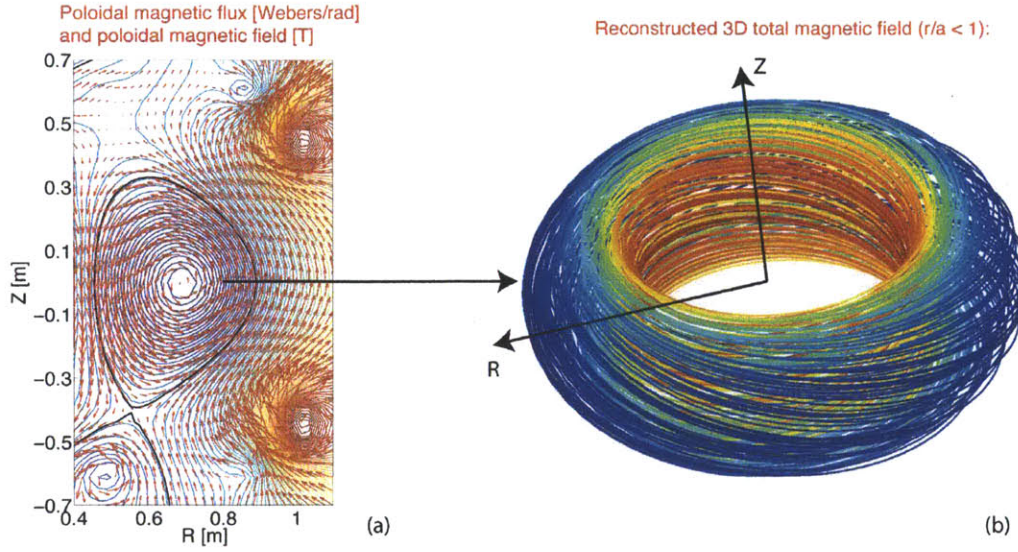 Poloidal magnetic flux [Webers/rad]
and poloidal magnetic field [T]
Reconstructed 3D total magnetic field (r/a < 1):
0.7
0.5
0.3
0.1
−0.1
−0.3
−0.5
−0.7
Z [m]
0.4
0.6
0.8
1
R [m]
(a)
Z
R
(b)